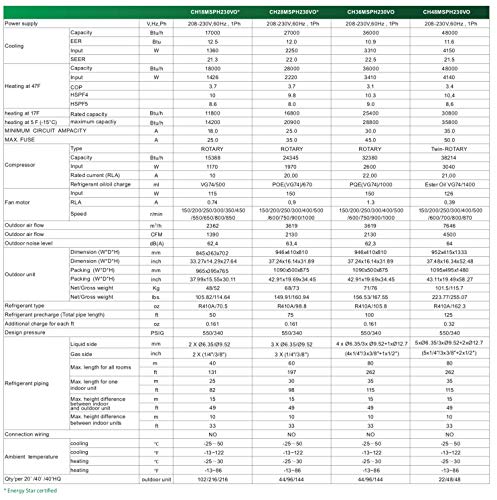 CH18MSPH230VO* CH28MSPH230VO* CH36MSPH230VO CH48MSPH230VO
Power supply V,Hz,Ph 208-230V,60Hz , 1Ph 208-230V,60Hz , 1Ph 208-230V,60Hz , 1Ph 208-230V,60Hz , 1Ph
Cooling
Capacity Btu/h 17000 27000 36000 48000
EER Btu 12.5 12.0 10.9 11.6
Input W 1360 2250 3310 4150
SEER 21.3 22.0 22.5 21.5
Heating at 47F
Capacity Btu/h 18000 28000 36000 48000
Input W 1426 2220 3410 4140
COP 3.7 3.7 3.1 3.4
HSPF4 10 9.8 10.3 10.4
HSPF5 8.6 8.0 9.0 8.6
heating at 17F Rated capacity Btu/h 11800 16800 25400 30800
heating at 5 F (-15°C) maximum capacity Btu/h 14200 20900 28800 35800
MINIMUM CIRCUIT AMPACITY A 18.0 25.0 30.0 35.0
MAX. FUSE A 25.0 35.0 45.0 50.0
Compressor
Type ROTARY ROTARY ROTARY Twin-ROTARY
Capacity Btu/h 15388 24345 32380 38214
Input W 1100 2100 2600 3040
Rated current (RLA) A 10 20.00 22.00 21.00
Refrigerant oil/oil charge ml VG74/500 POE(VG74)/670 PQE(VG74)/1000 Ester Oil VG74/1400
Fan motor
Input W 115 150 150 126
RLA A 0.74 0,9 1.3 1.39
Speed r/min 150/200/250/300/350/450 150/200/250/300/400/500 150/200/250/300/400/500 150/200/250/300/400/500
/550/650/800/850 /600/750/900/1000 /600/750/900/1000 /600/700/800/870
Outdoor air flow m³/h 2362 3619 3619 7646
Outdoor air flow CFM 1390 2130 2130 4500
Outdoor noise level dB(A) 62,4 63,4 63 64
Outdoor unit
Dimension (W*D*H) mm 845x363x702 946x410x810 946x410x810 952x415x1333
Dimension (W*D*H) inch 33.27x14.29x27.64 37.24x16.14x31.89 37.24x16.14x31.89 37.48x16.34x52.48
Packing (W*D*H) mm 965x395x765 1090x500x875 1090x500x875 1095x495x1480
Packing (W*D*H) inch 37.99x15.55x30.11 42.91x19.69x34.45 42.91x19.69x34.45 43.11x19.49x58.27
Net/Gross weight Kg 48/52 68/73 71/76 101.5/115.7
Net/Gross weight lbs. 105.82/114.64 149.91/160.94 156.53/167.55 223.77/255.07
Refrigerant type oz R410A/70.5 R410A/98.8 R410A/105.8 R410A/162.3
Refrigerant precharge (Total pipe length) ft 50 75 100 125
Additional charge for each ft oz 0.161 0.161 0.161 0.32
Design pressure PSIG 550/340 550/340 550/340 550/340
Refrigerant piping
Liquid side mm 2 X Ø6.35/3x Ø9.52 3 X Ø6.35/3x Ø9.52 4 x Ø6.35/3x Ø9.52+1x Ø12.7 5xØ6.35/3x Ø9.52+2xØ12.7
Gas side inch 2 X (1/4"/3/8") 3 X (1/4"/3/8") (4x1/4"/3x3/8"+1x1/2") (5x1/4"/3x3/8"+2x1/2")
Max. length for all rooms m 40 60 80 80
ft 131 197 262 262
Max. length for one indoor unit m 25 30 35 35
ft 82 98 115 115
Max. height difference between indoor and outdoor unit m 15 15 15 15
ft 49 49 49 49
Max. height difference between indoor units m 10 10 10 10
ft 33 33 33 33
Connection wiring NO NO NO NO
Ambient temperature
cooling °C -25~50 -25~50 -25~50 -25~50
cooling °F -13~122 -13~122 -13~122 -13~122
heating °C -25~30 -25~30 -25~30 -25~30
heating °F -13~86 -13~86 -13~86 -13~86
Qty/per 20' /40' /40'HQ outdoor unit 102/216/216 44/96/144 44/96/144 22/48/48
* Energy Star certified